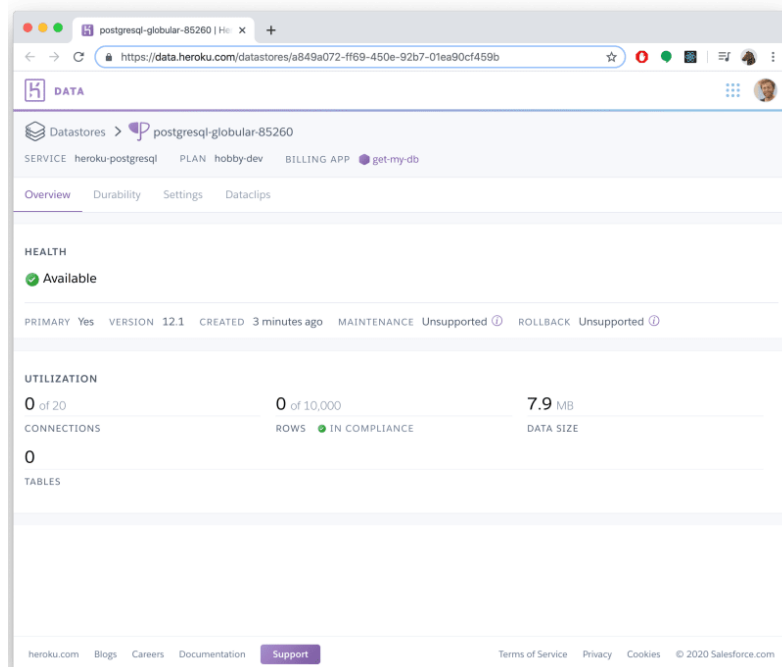 postgresql-globular-85260 | He
https://data.heroku.com/datastores/a849a072-ff69-450e-92b7-01ea90cf459b
DATA
Datastores > postgresql-globular-85260
SERVICE heroku-postgresql PLAN hobby-dev BILLING APP get-my-db
Overview Durability Settings Dataclips
HEALTH
Available
PRIMARY Yes VERSION 12.1 CREATED 3 minutes ago MAINTENANCE Unsupported ROLLBACK Unsupported
UTILIZATION
0 of 20 0 of 10,000 7.9 MB
CONNECTIONS ROWS IN COMPLIANCE DATA SIZE
0
TABLES
heroku.com Blogs Careers Documentation Support Terms of Service Privacy Cookies © 2020 Salesforce.com